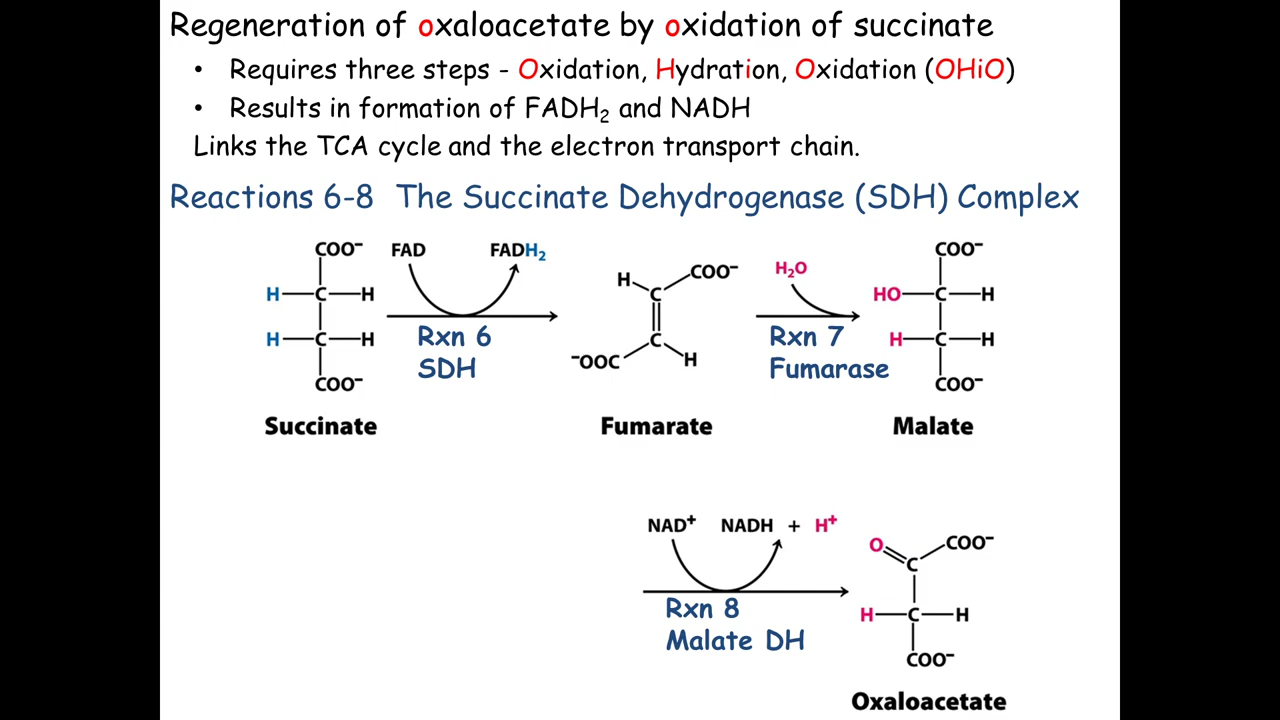 Regeneration of oxaloacetate by oxidation of succinate
• Requires three steps - Oxidation, Hydration, Oxidation (OHiO)
• Results in formation of FADH₂ and NADH
Links the TCA cycle and the electron transport chain.
Reactions 6-8 The Succinate Dehydrogenase (SDH) Complex
COO⁻
H C H
H C H
COO⁻
Succinate
FAD FADH₂
Rxn 6
SDH
H COO⁻
C
C
⁻OOC H
Fumarate
H₂O
Rxn 7
Fumarase
COO⁻
HO C H
H C H
COO⁻
Malate
NAD⁺ NADH + H⁺
Rxn 8
Malate DH
O COO⁻
C
H C H
COO⁻
Oxaloacetate